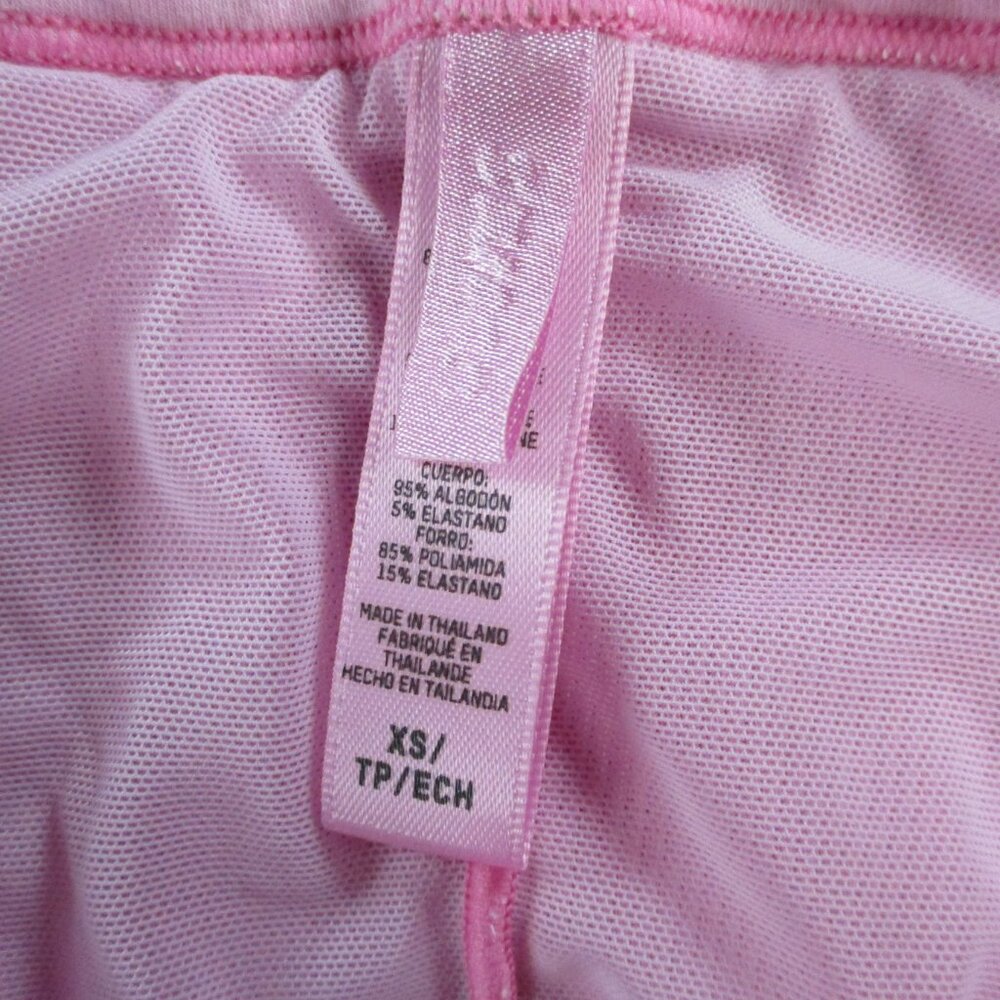 CUERPO:
95% ALGODÓN
5% ELASTANO
FORRO:
85% POLIAMIDA
15% ELASTANO
MADE IN THAILAND
FABRIQUÉ EN
THAILANDE
HECHO EN TAILANDIA
XS/
TP/ECH